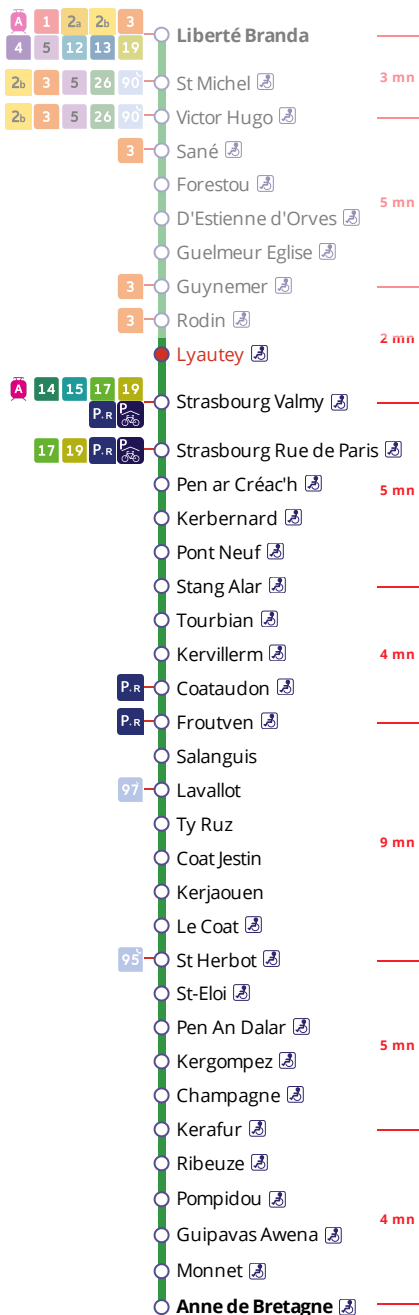 A 1 2a 2b 3
4 5 12 13 19
Liberté Branda
3 mn
2b 3 5 26 90 St Michel
2b 3 5 26 90 Victor Hugo
3 Sané
Forestou
5 mn
D'Estienne d'Orves
Guelmeur Eglise
3 Guynemer
3 Rodin
2 mn
Lyautey
A 14 15 17 19
Strasbourg Valmy
P.R P
17 19 P.R P Strasbourg Rue de Paris
Pen ar Créac'h
5 mn
Kerbernard
Pont Neuf
Stang Alar
Tourbian
Kervillerm
4 mn
P.R Coataudon
P.R Froutven
Salanguis
97 Lavallot
Ty Ruz
9 mn
Coat Jestin
Kerjaouen
Le Coat
95 St Herbot
St-Eloi
Pen An Dalar
5 mn
Kergompez
Champagne
Kerafur
Ribeuze
Pompidou
4 mn
Guipavas Awena
Monnet
Anne de Bretagne